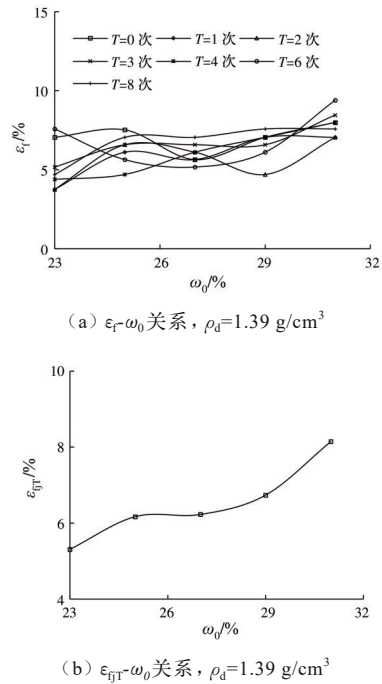 15
T=0 次 T=1 次 T=2 次
T=3 次 T=4 次 T=6 次
T=8 次
10
εf/%
5
0
23 26 29 32
ω0/%
（a）εf-ω0关系，ρd=1.39 g/cm³
10
8
εfjT/%
6
4
23 26 29 32
ω0/%
（b）εfjT-ω0关系，ρd=1.39 g/cm³